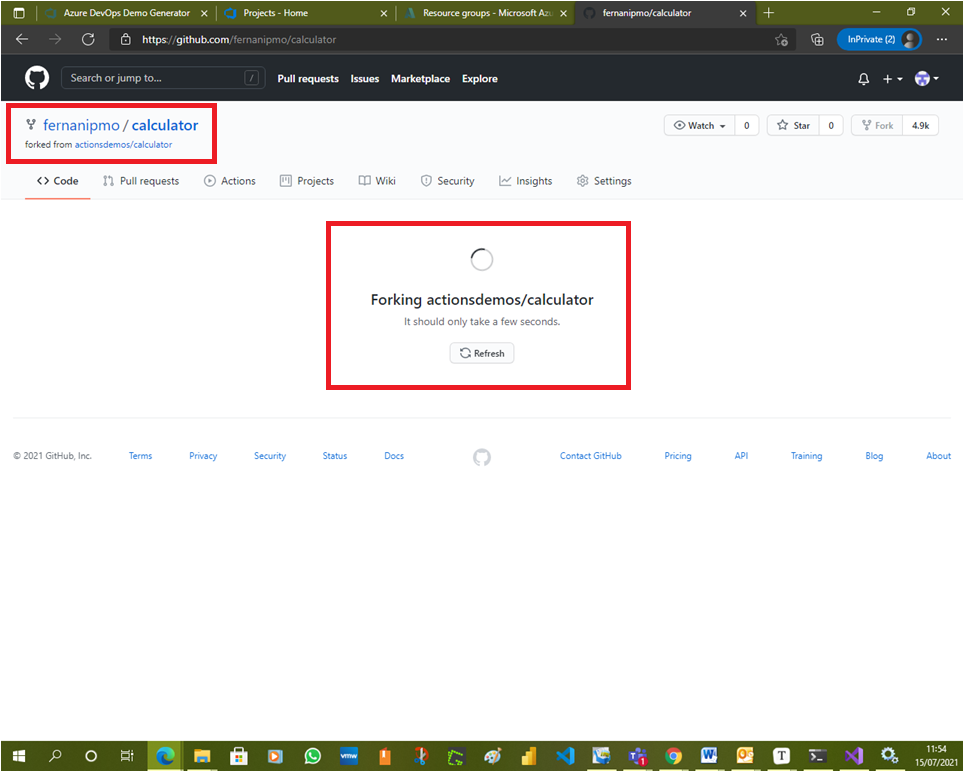 Azure DevOps Demo Generator
Projects - Home
Resource groups - Microsoft Azu
fernanipmo/calculator
https://github.com/fernanipmo/calculator
InPrivate (2)
Search or jump to...
/
Pull requests
Issues
Marketplace
Explore
fernanipmo / calculator
forked from actionsdemos/calculator
Watch
0
Star
0
Fork
4.9k
Code
Pull requests
Actions
Projects
Wiki
Security
Insights
Settings
Forking actionsdemos/calculator
It should only take a few seconds.
Refresh
© 2021 GitHub, Inc.
Terms
Privacy
Security
Status
Docs
Contact GitHub
Pricing
API
Training
Blog
About
vmw
T
11:54
15/07/2021